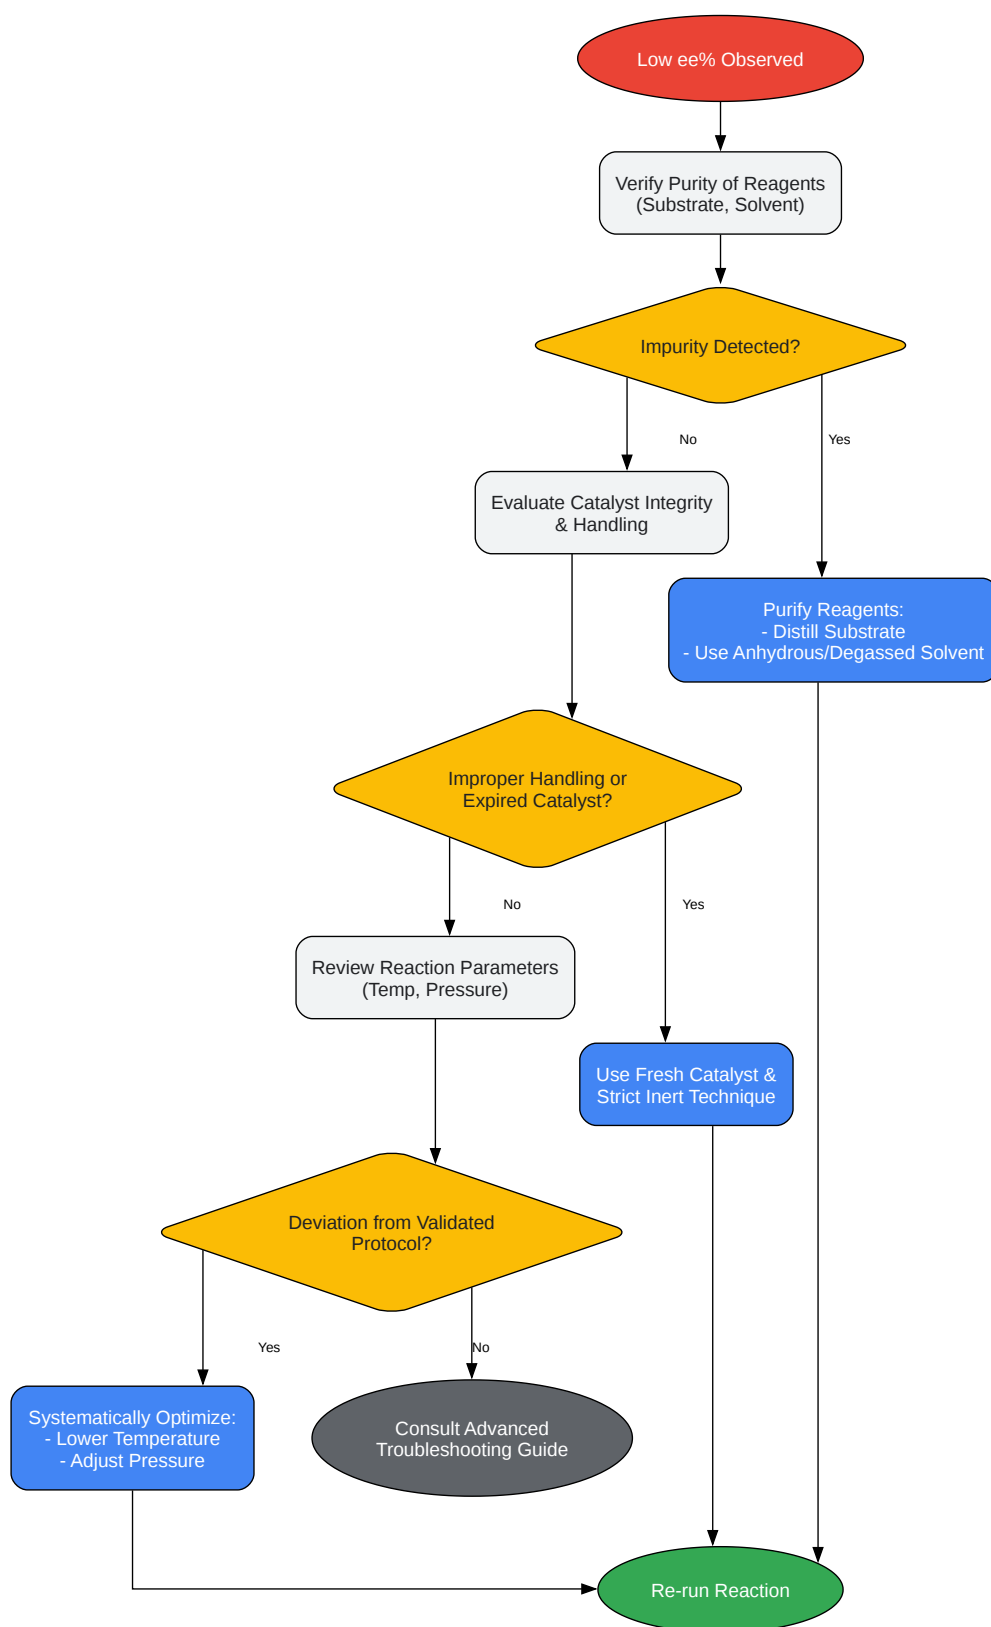 Low ee% Observed
Verify Purity of Reagents
(Substrate, Solvent)
Impurity Detected?
No
Yes
Evaluate Catalyst Integrity
& Handling
Purify Reagents:
- Distill Substrate
- Use Anhydrous/Degassed Solvent
Improper Handling or
Expired Catalyst?
No
Yes
Review Reaction Parameters
(Temp, Pressure)
Use Fresh Catalyst &
Strict Inert Technique
Deviation from Validated
Protocol?
Yes
No
Systematically Optimize:
- Lower Temperature
- Adjust Pressure
Consult Advanced
Troubleshooting Guide
Re-run Reaction